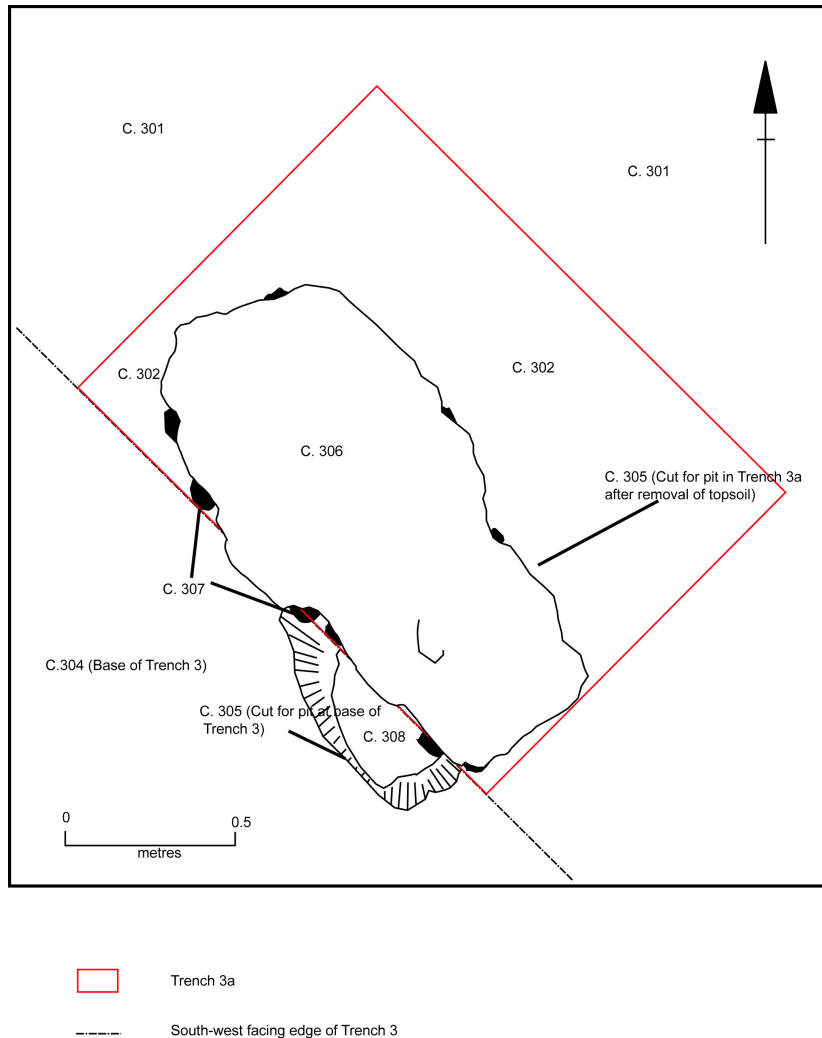 C. 301
C. 301
C. 302
C. 302
C. 306
C. 305 (Cut for pit in Trench 3a
after removal of topsoil)
C. 307
C.304 (Base of Trench 3)
C. 305 (Cut for pit at base of
Trench 3)
C. 308
0 0.5
metres
Trench 3a
South-west facing edge of Trench 3